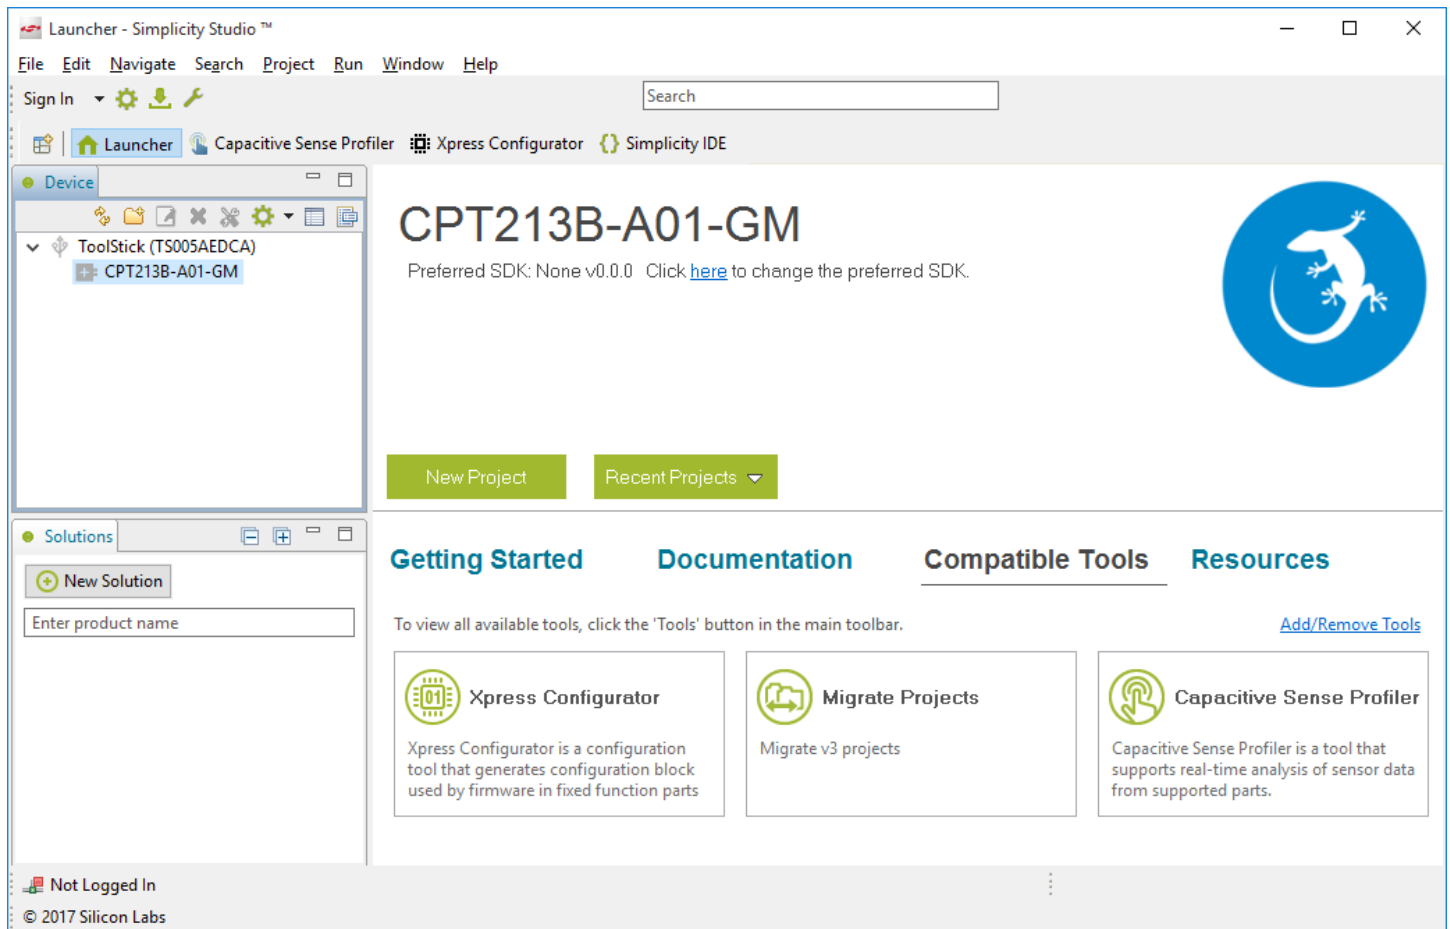 Launcher - Simplicity Studio ™
File Edit Navigate Search Project Run Window Help
Sign In
Search
Launcher Capacitive Sense Profiler Xpress Configurator Simplicity IDE
Device
ToolStick (TS005AEDCA)
CPT213B-A01-GM
CPT213B-A01-GM
Preferred SDK: None v0.0.0 Click here to change the preferred SDK.
New Project Recent Projects
Solutions
New Solution
Enter product name
Getting Started Documentation Compatible Tools Resources
To view all available tools, click the 'Tools' button in the main toolbar. Add/Remove Tools
01 Xpress Configurator
Xpress Configurator is a configuration
tool that generates configuration block
used by firmware in fixed function parts
Migrate Projects
Migrate v3 projects
Capacitive Sense Profiler
Capacitive Sense Profiler is a tool that
supports real-time analysis of sensor data
from supported parts.
Not Logged In
© 2017 Silicon Labs